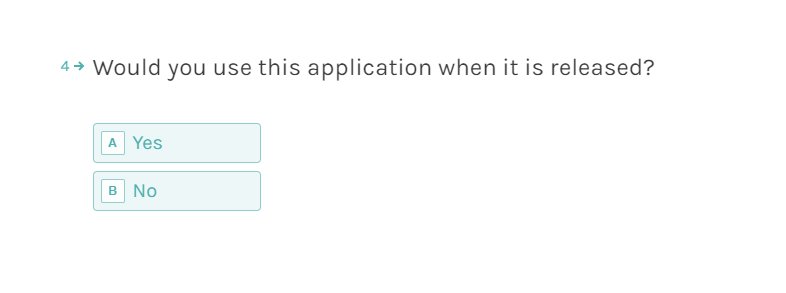 4→ Would you use this application when it is released?
A Yes
B No